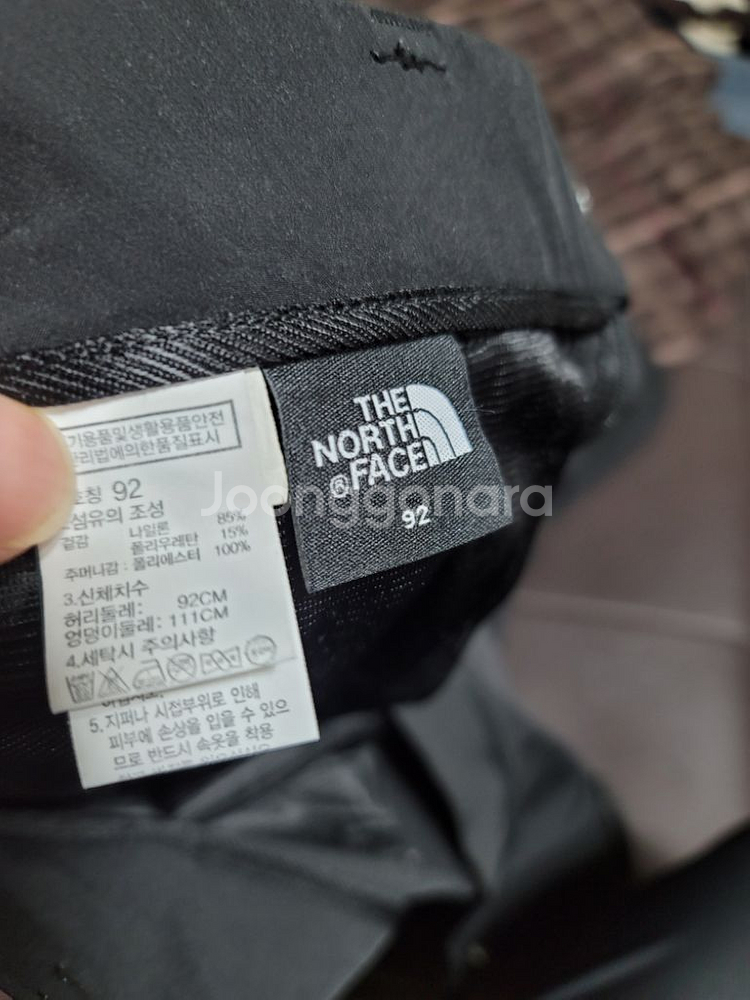 기용품및생활용품안전
관리법에의한품질표시
호칭 92
섬유의 조성
겉감 나일론 85%
폴리우레탄 15%
주머니감 : 폴리에스터 100%
3.신체치수
허리둘레: 92CM
엉덩이둘레: 111CM
4.세탁시 주의사항
5.지퍼나 시접부위로 인해
피부에 손상을 입을 수 있으
므로 반드시 속옷을 착용
THE
NORTH
FACE
®
92
Joonggonara